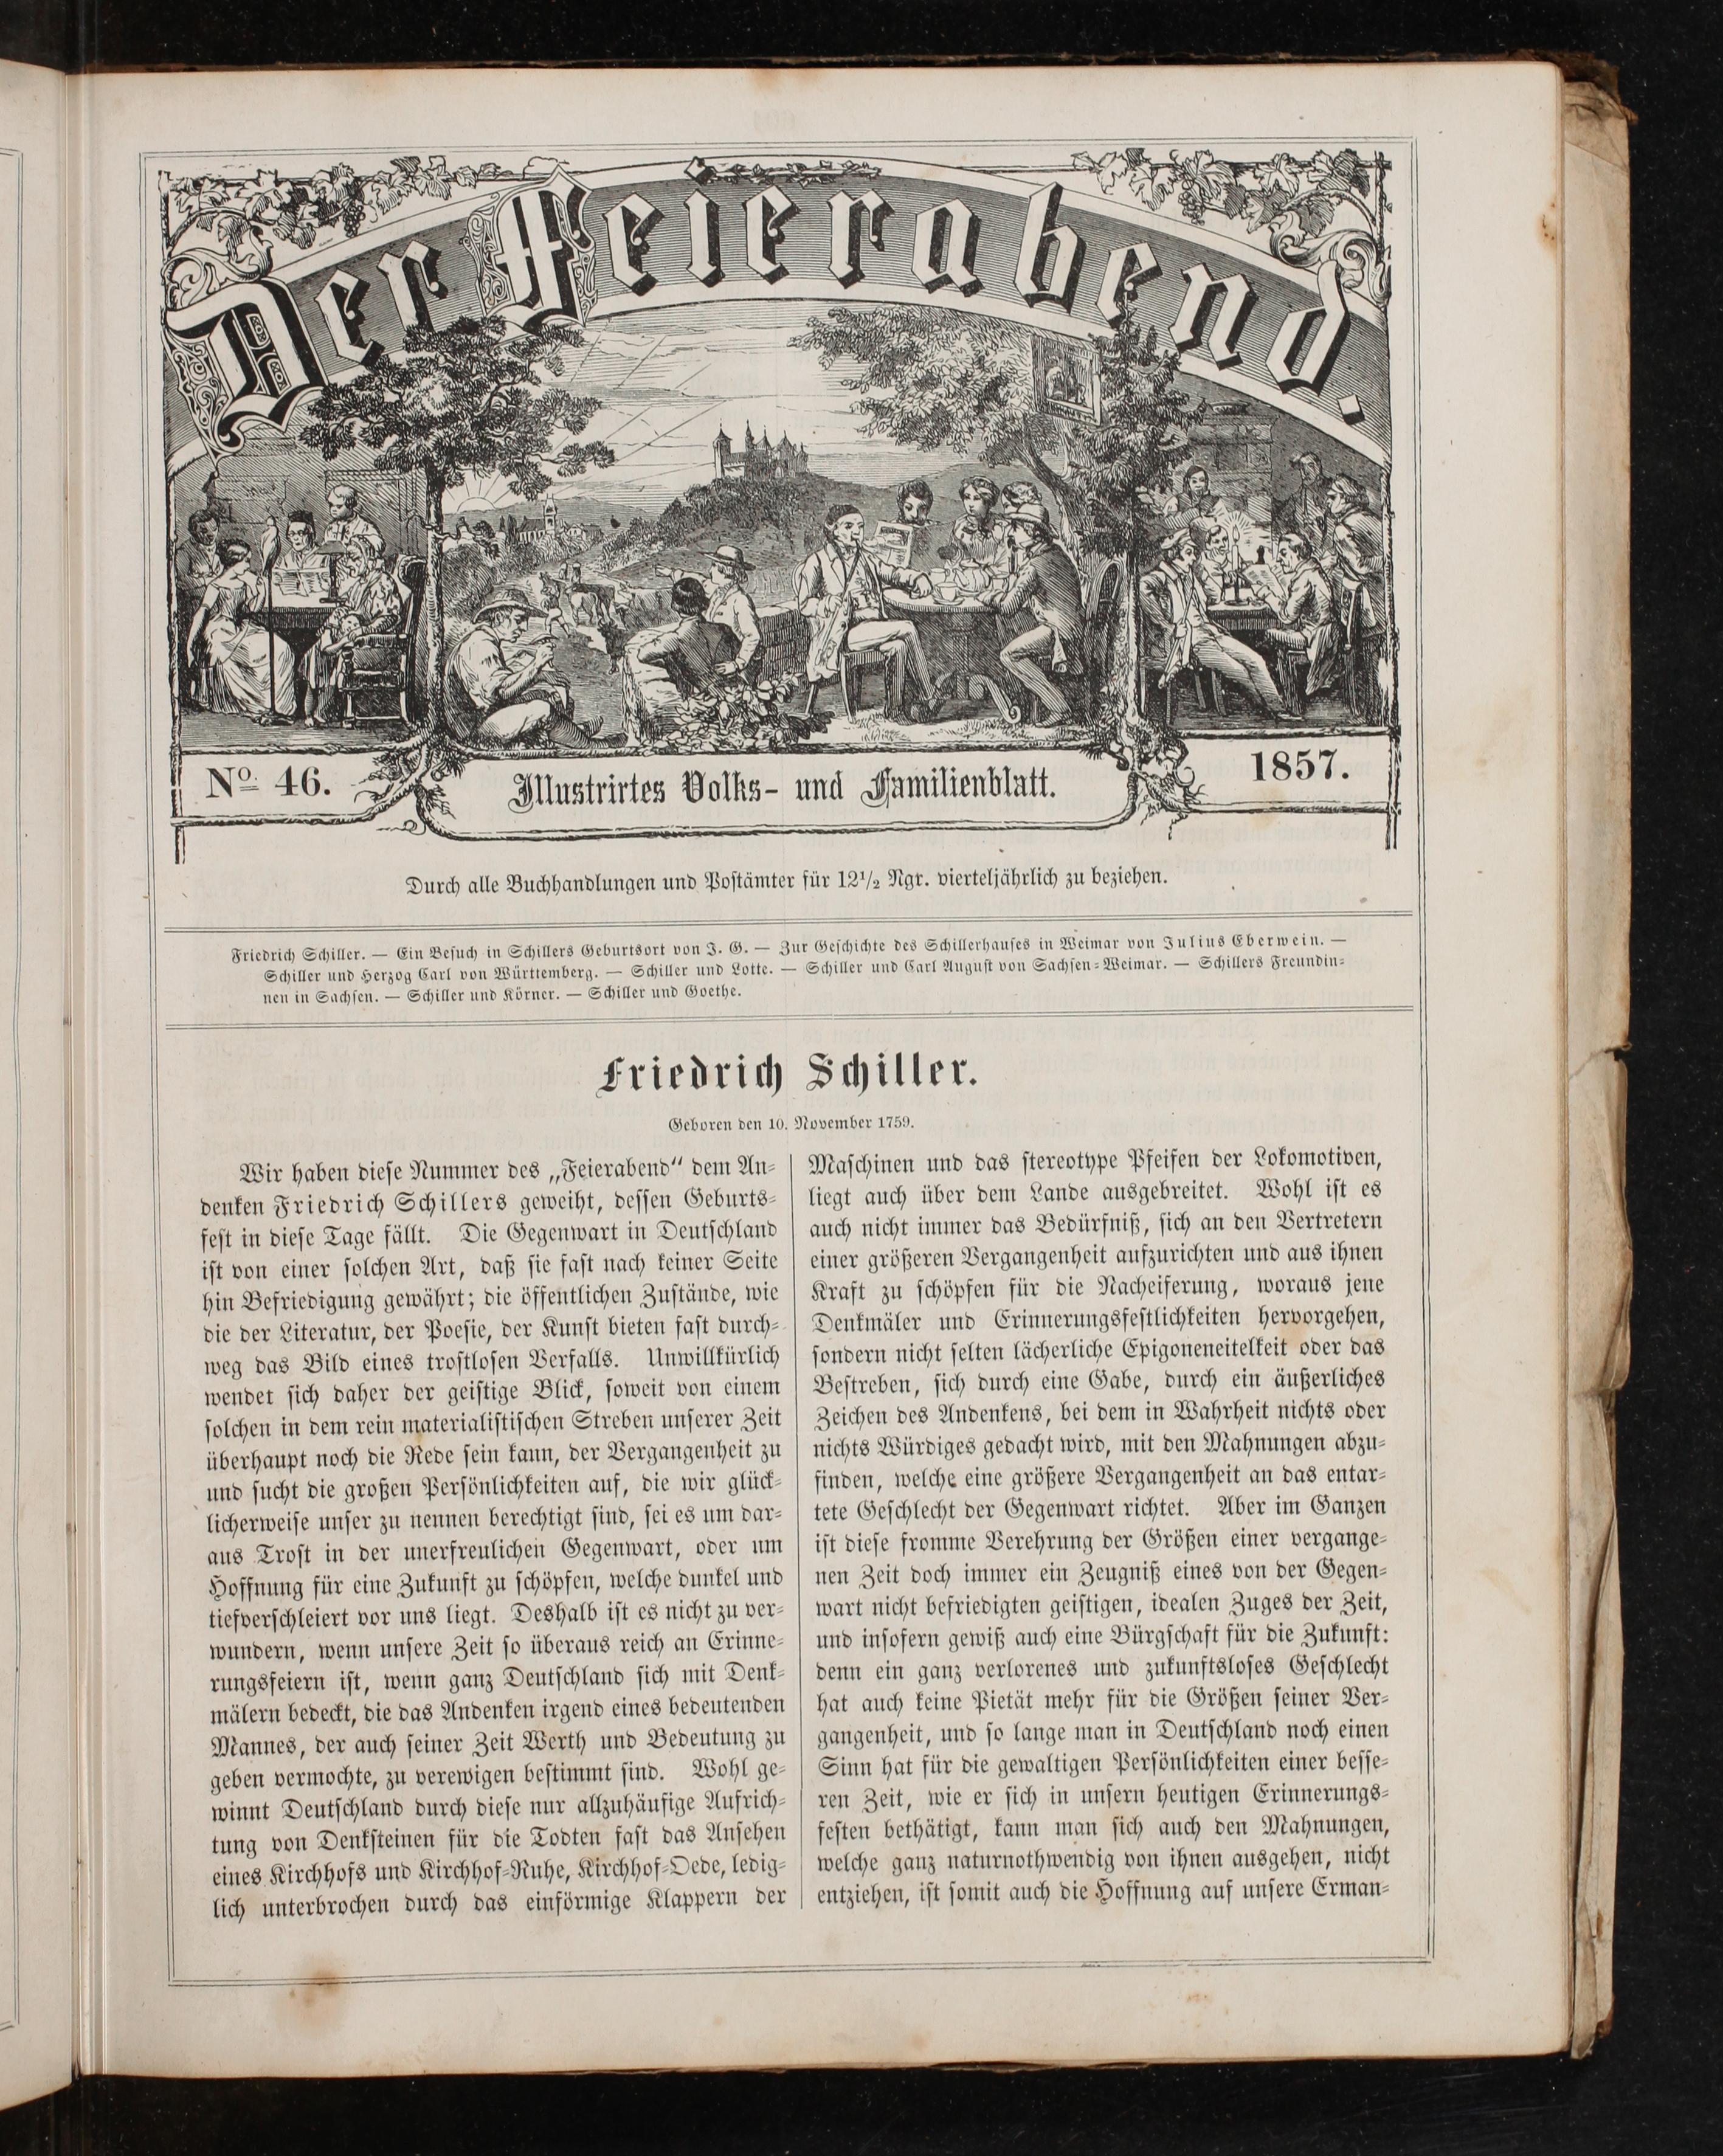 Der Feierabend.
No. 46.
Illustrirtes Volks- und Familienblatt.
1857.
Durch alle Buchhandlungen und Postämter für 12½ Ngr. vierteljährlich zu beziehen.
Friedrich Schiller. — Ein Besuch in Schillers Geburtsort von J. G. — Zur Geschichte des Schillerhauses in Weimar von Julius Eberwein. —
Schiller und Herzog Carl von Württemberg. — Schiller und Lotte. — Schiller und Carl August von Sachsen-Weimar. — Schillers Freundin-
nen in Sachsen. — Schiller und Körner. — Schiller und Goethe.
Friedrich Schiller.
Geboren den 10. November 1759.
Wir haben diese Nummer des „Feierabend“ dem An-
denken Friedrich Schillers geweiht, dessen Geburts-
fest in diese Tage fällt. Die Gegenwart in Deutschland
ist von einer solchen Art, daß sie fast nach keiner Seite
hin Befriedigung gewährt; die öffentlichen Zustände, wie
die der Literatur, der Poesie, der Kunst bieten fast durch-
weg das Bild eines trostlosen Verfalls. Unwillkürlich
wendet sich daher der geistige Blick, soweit von einem
solchen in dem rein materialistischen Streben unserer Zeit
überhaupt noch die Rede sein kann, der Vergangenheit zu
und sucht die großen Persönlichkeiten auf, die wir glück-
licherweise unser zu nennen berechtigt sind, sei es um dar-
aus Trost in der unerfreulichen Gegenwart, oder um
Hoffnung für eine Zukunft zu schöpfen, welche dunkel und
tiefverschleiert vor uns liegt. Deshalb ist es nicht zu ver-
wundern, wenn unsere Zeit so überaus reich an Erinne-
rungsfeiern ist, wenn ganz Deutschland sich mit Denk-
mälern bedeckt, die das Andenken irgend eines bedeutenden
Mannes, der auch seiner Zeit Werth und Bedeutung zu
geben vermochte, zu verewigen bestimmt sind. Wohl ge-
winnt Deutschland durch diese nur allzuhäufige Aufrich-
tung von Denksteinen für die Todten fast das Ansehen
eines Kirchhofs und Kirchhof-Ruhe, Kirchhof-Oede, ledig-
lich unterbrochen durch das einförmige Klappern der
Maschinen und das stereotype Pfeifen der Lokomotiven,
liegt auch über dem Lande ausgebreitet. Wohl ist es
auch nicht immer das Bedürfniß, sich an den Vertretern
einer größeren Vergangenheit aufzurichten und aus ihnen
Kraft zu schöpfen für die Nacheiferung, woraus jene
Denkmäler und Erinnerungsfestlichkeiten hervorgehen,
sondern nicht selten lächerliche Epigoneneitelkeit oder das
Bestreben, sich durch eine Gabe, durch ein äußerliches
Zeichen des Andenkens, bei dem in Wahrheit nichts oder
nichts Würdiges gedacht wird, mit den Mahnungen abzu-
finden, welche eine größere Vergangenheit an das entar-
tete Geschlecht der Gegenwart richtet. Aber im Ganzen
ist diese fromme Verehrung der Größen einer vergange-
nen Zeit doch immer ein Zeugniß eines von der Gegen-
wart nicht befriedigten geistigen, idealen Zuges der Zeit,
und insofern gewiß auch eine Bürgschaft für die Zukunft:
denn ein ganz verlorenes und zukunftsloses Geschlecht
hat auch keine Pietät mehr für die Größen seiner Ver-
gangenheit, und so lange man in Deutschland noch einen
Sinn hat für die gewaltigen Persönlichkeiten einer besse-
ren Zeit, wie er sich in unsern heutigen Erinnerungs-
festen bethätigt, kann man sich auch den Mahnungen,
welche ganz naturnothwendig von ihnen ausgehen, nicht
entziehen, ist somit auch die Hoffnung auf unsere Erman-